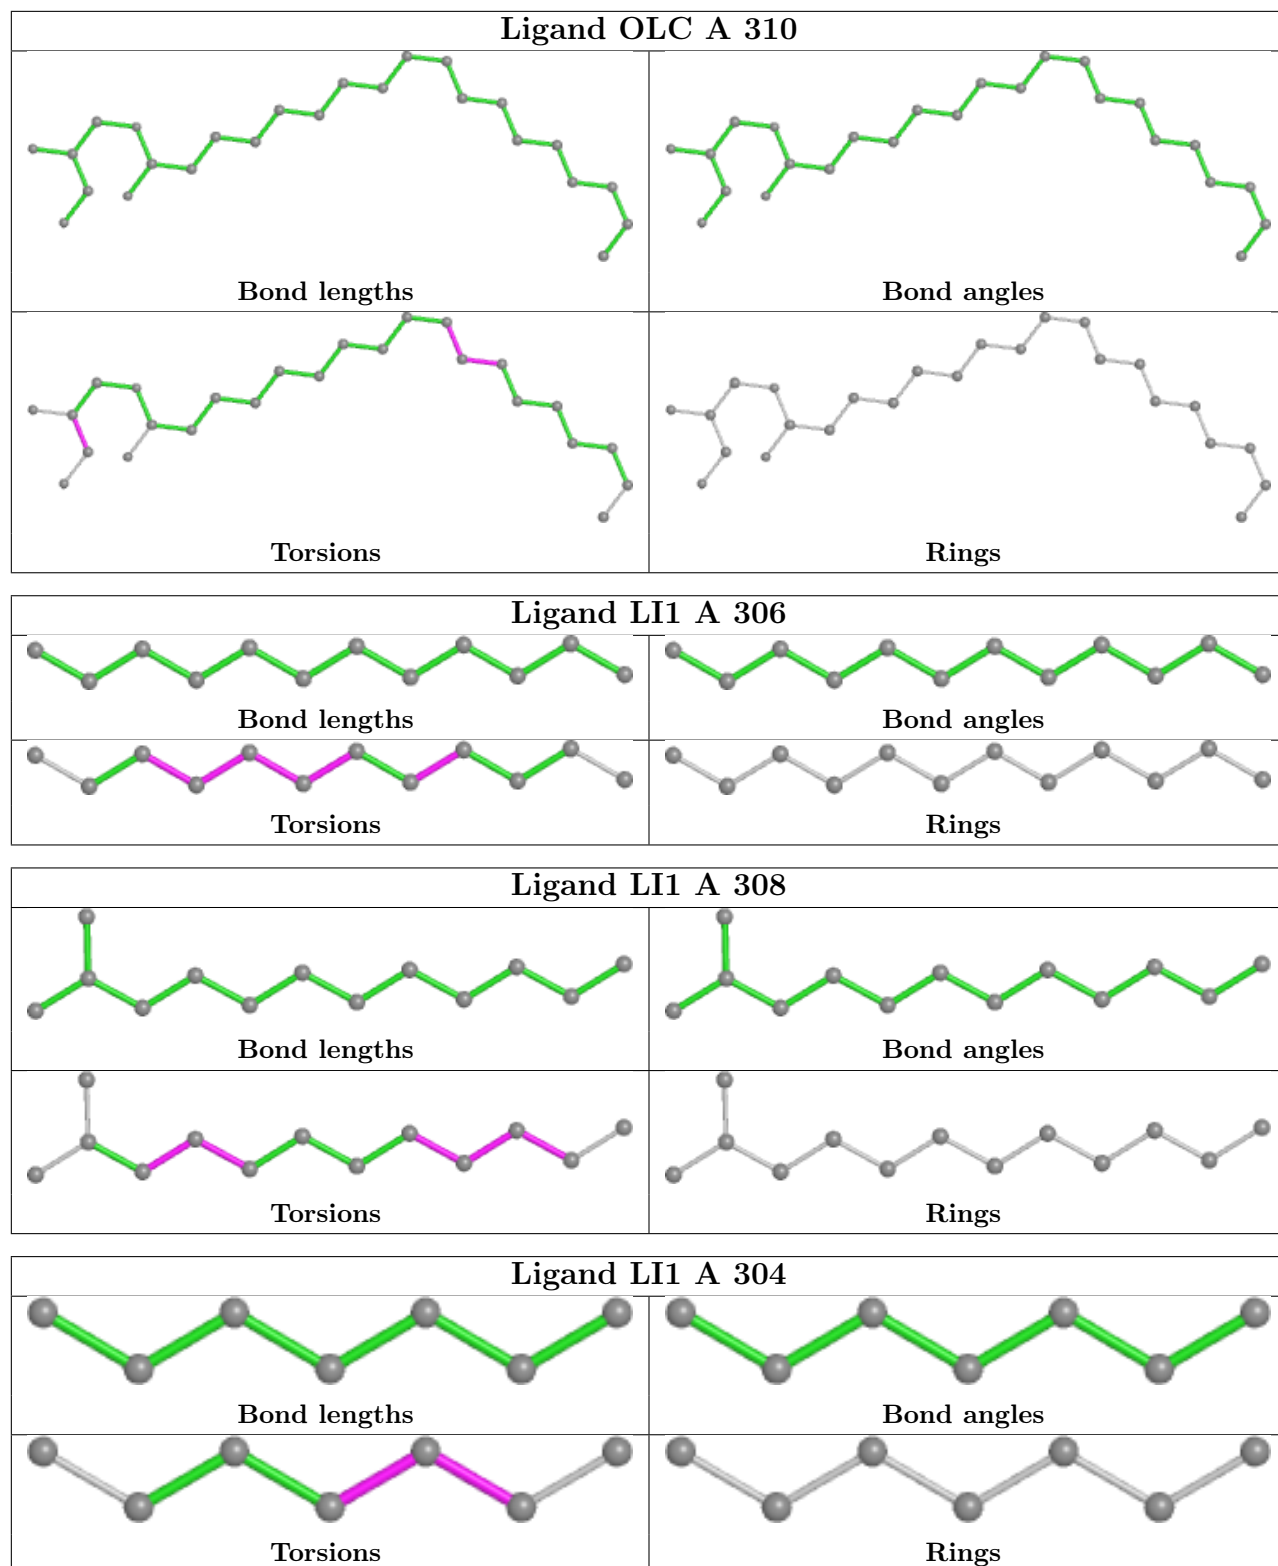 Ligand OLC A 310
Bond lengths
Bond angles
Torsions
Rings
Ligand LI1 A 306
Bond lengths
Bond angles
Torsions
Rings
Ligand LI1 A 308
Bond lengths
Bond angles
Torsions
Rings
Ligand LI1 A 304
Bond lengths
Bond angles
Torsions
Rings